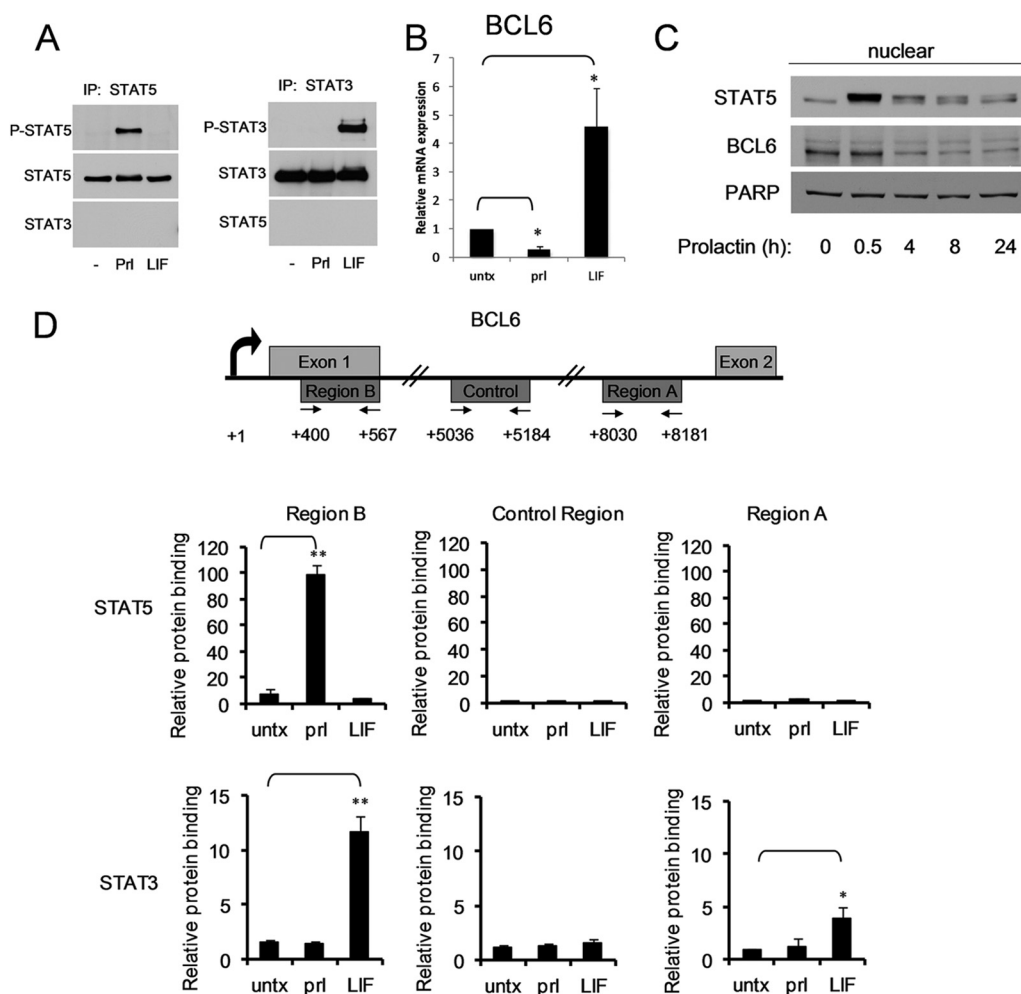 A
IP: STAT5
P-STAT5
STAT5
STAT3
- Prl LIF
IP: STAT3
P-STAT3
STAT3
STAT5
- Prl LIF
B
BCL6
Relative mRNA expression
7
6
5
4
3
2
1
0
*
*
untx prl LIF
C
nuclear
STAT5
BCL6
PARP
Prolactin (h): 0 0.5 4 8 24
D
BCL6
Exon 1
Exon 2
Region B
Control
Region A
+1 +400 +567 +5036 +5184 +8030 +8181
STAT5
Region B
Relative protein binding
120
100
80
60
40
20
0
**
untx prl LIF
Control Region
Relative protein binding
120
100
80
60
40
20
0
untx prl LIF
Region A
Relative protein binding
120
100
80
60
40
20
0
untx prl LIF
STAT3
Relative protein binding
15
10
5
0
**
untx prl LIF
Relative protein binding
15
10
5
0
untx prl LIF
Relative protein binding
15
10
5
0
*
untx prl LIF